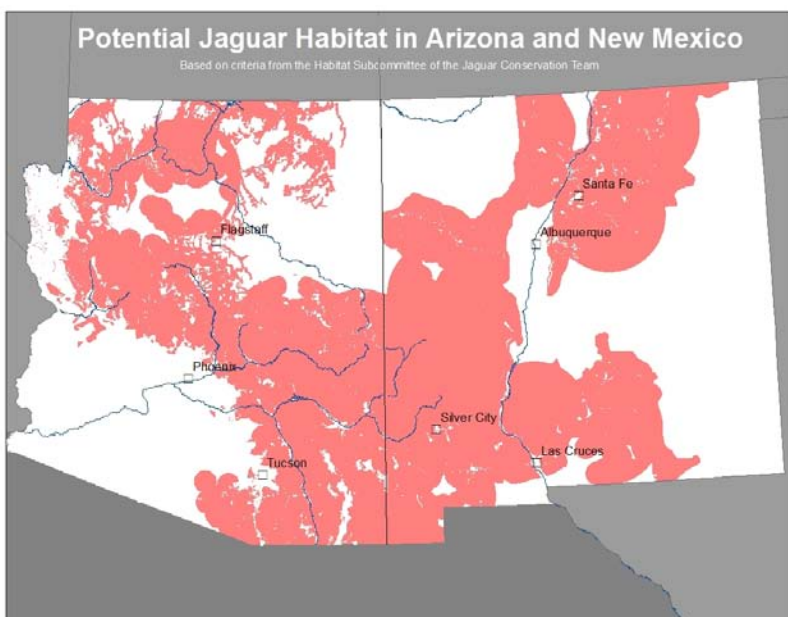 Potential Jaguar Habitat in Arizona and New Mexico
Based on criteria from the Habitat Subcommittee of the Jaguar Conservation Team
Santa Fe
Flagstaff
Albuquerque
Phoenix
Silver City
Las Cruces
Tucson